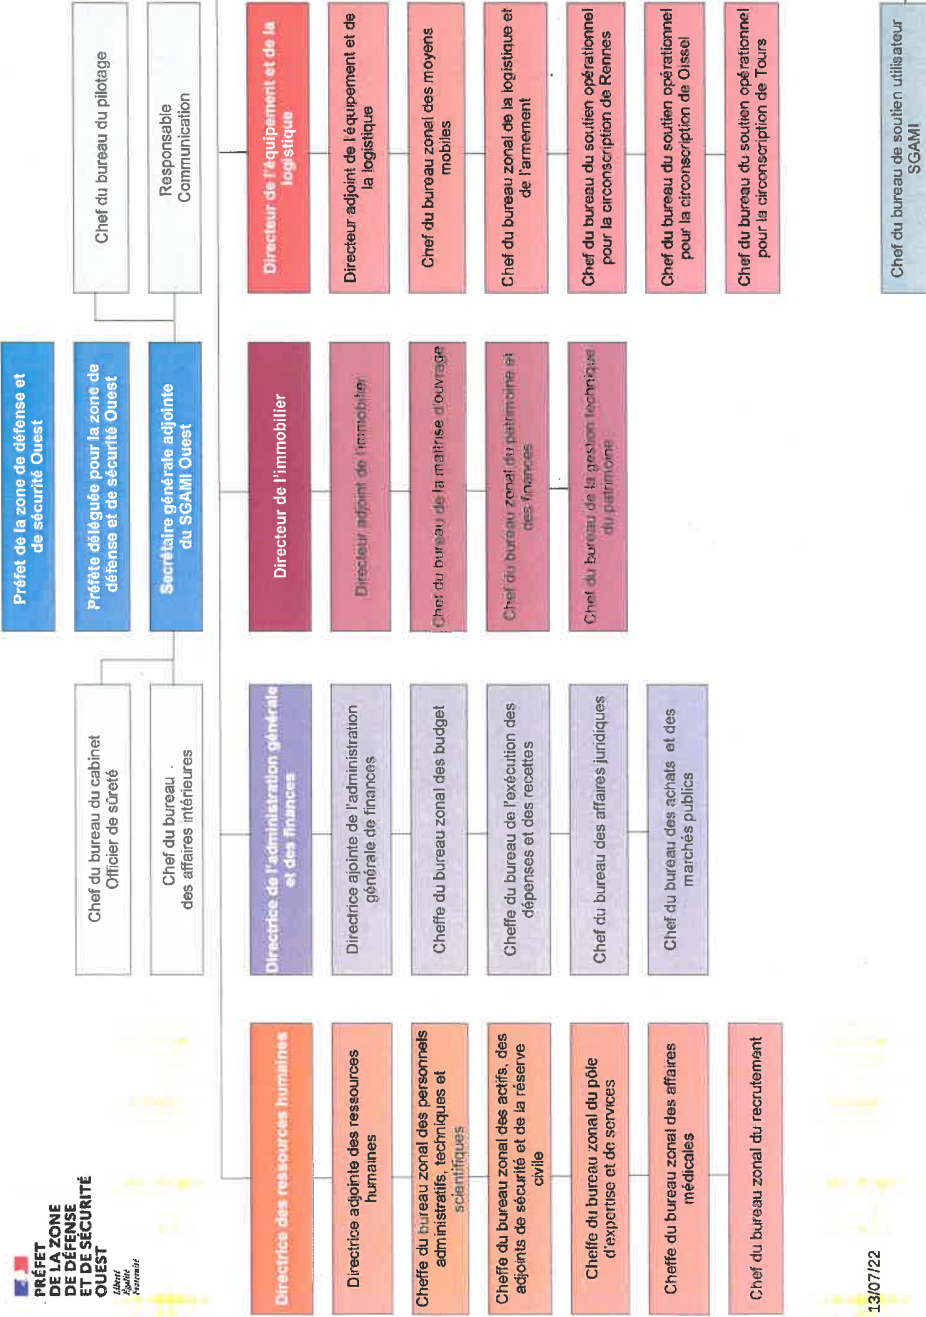 PRÉFET
DE LA ZONE
DE DÉFENSE
ET DE SÉCURITÉ
OUEST
Liberté
Égalité
Fraternité
Préfet de la zone de défense et
de sécurité Ouest
Préfète déléguée pour la zone de
défense et de sécurité Ouest
Secrétaire générale adjointe
du SGAMI Ouest
Chef du bureau du cabinet
Officier de sûreté
Chef du bureau
des affaires intérieures
Chef du bureau du pilotage
Responsable
Communication
Directrice des ressources humaines
Directrice adjointe des ressources
humaines
Cheffe du bureau zonal des personnels
administratifs, techniques et
scientifiques
Cheffe du bureau zonal des actifs, des
adjoints de sécurité et de la réserve
civile
Cheffe du bureau zonal du pôle
d'expertise et de services
Cheffe du bureau zonal des affaires
médicales
Chef du bureau zonal du recrutement
Directrice de l'administration générale
et des finances
Directrice ajointe de l'administration
générale de finances
Cheffe du bureau zonal des budget
Cheffe du bureau de l'exécution des
dépenses et des recettes
Chef du bureau des affaires juridiques
Chef du bureau des achats et des
marchés publics
Directeur de l'immobilier
Directeur adjoint de l'immobilier
Chef du bureau de la maîtrise d'ouvrage
Chef du bureau zonal du patrimoine et
des finances
Chef du bureau de la gestion technique
du patrimoine
Directeur de l'équipement et de la
logistique
Directeur adjoint de l'équipement et de
la logistique
Chef du bureau zonal des moyens
mobiles
Chef du bureau zonal de la logistique et
de l'armement
Chef du bureau du soutien opérationnel
pour la circonscription de Rennes
Chef du bureau du soutien opérationnel
pour la circonscription de Oissel
Chef du bureau du soutien opérationnel
pour la circonscription de Tours
Chef du bureau de soutien utilisateur
SGAMI
13/07/22